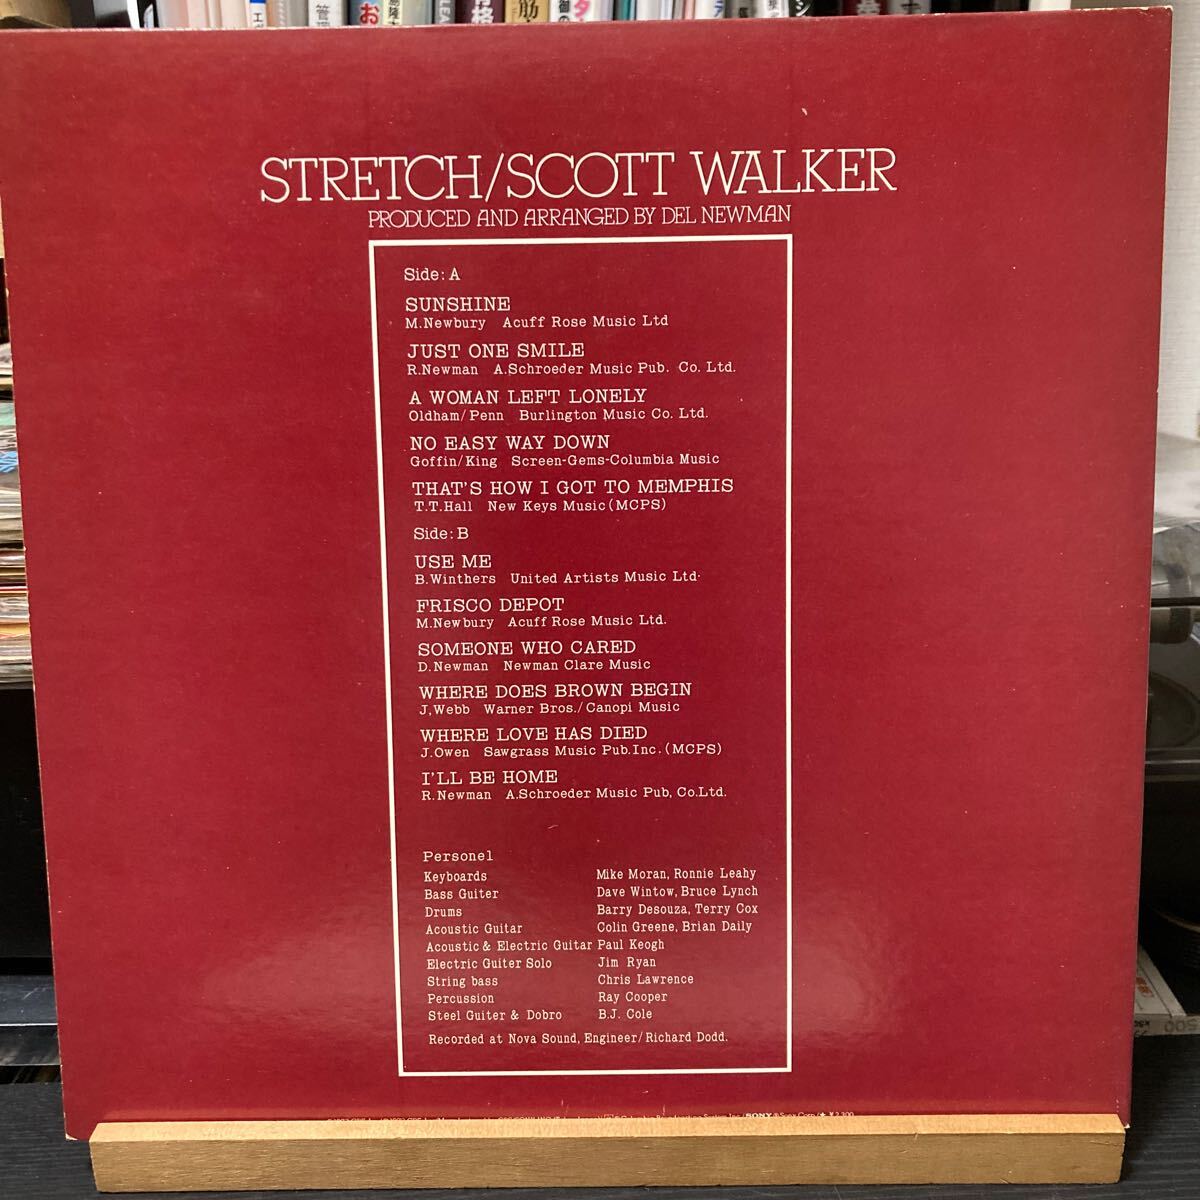 STRETCH/SCOTT WALKER
PRODUCED AND ARRANGED BY DEL NEWMAN
Side: A
SUNSHINE
M.Newbury Acuff Rose Music Ltd
JUST ONE SMILE
R.Newman A.Schroeder Music Pub. Co. Ltd.
A WOMAN LEFT LONELY
Oldham/Penn Burlington Music Co. Ltd.
NO EASY WAY DOWN
Goffin/King Screen-Gems-Columbia Music
THAT'S HOW I GOT TO MEMPHIS
T.T.Hall New Keys Music (MCPS)
Side: B
USE ME
B.Winthers United Artists Music Ltd.
FRISCO DEPOT
M.Newbury Acuff Rose Music Ltd.
SOMEONE WHO CARED
D.Newman Newman Clare Music
WHERE DOES BROWN BEGIN
J,Webb Warner Bros./Canopi Music
WHERE LOVE HAS DIED
J.Owen Sawgrass Music Pub.Inc. (MCPS)
I'LL BE HOME
R.Newman A.Schroeder Music Pub, Co.Ltd.
Personel
Keyboards Mike Moran, Ronnie Leahy
Bass Guiter Dave Wintow, Bruce Lynch
Drums Barry Desouza, Terry Cox
Acoustic Guitar Colin Greene, Brian Daily
Acoustic & Electric Guitar Paul Keogh
Electric Guiter Solo Jim Ryan
String bass Chris Lawrence
Percussion Ray Cooper
Steel Guiter & Dobro B.J. Cole
Recorded at Nova Sound, Engineer/Richard Dodd.
SONY ® Sony Corp. ★ ¥2,300